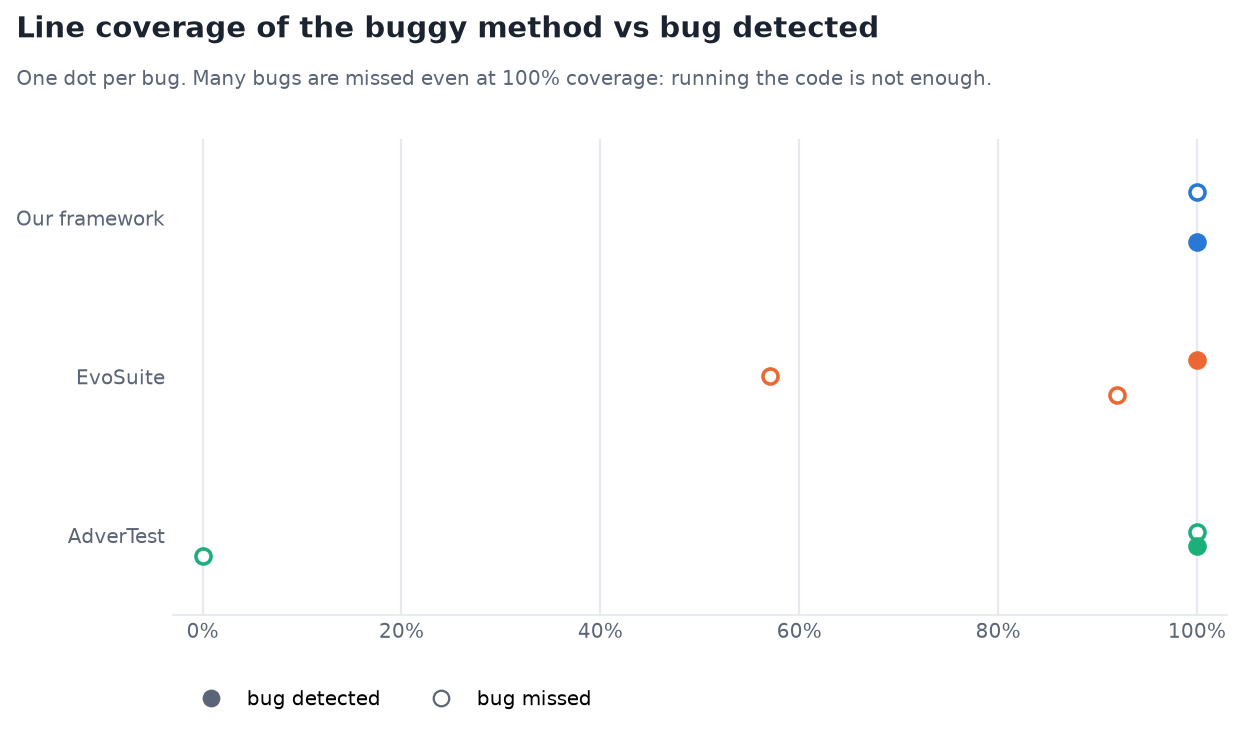 Line coverage of the buggy method vs bug detected
One dot per bug. Many bugs are missed even at 100% coverage: running the code is not enough.
Our framework
EvoSuite
AdverTest
0% 20% 40% 60% 80% 100%
bug detected bug missed